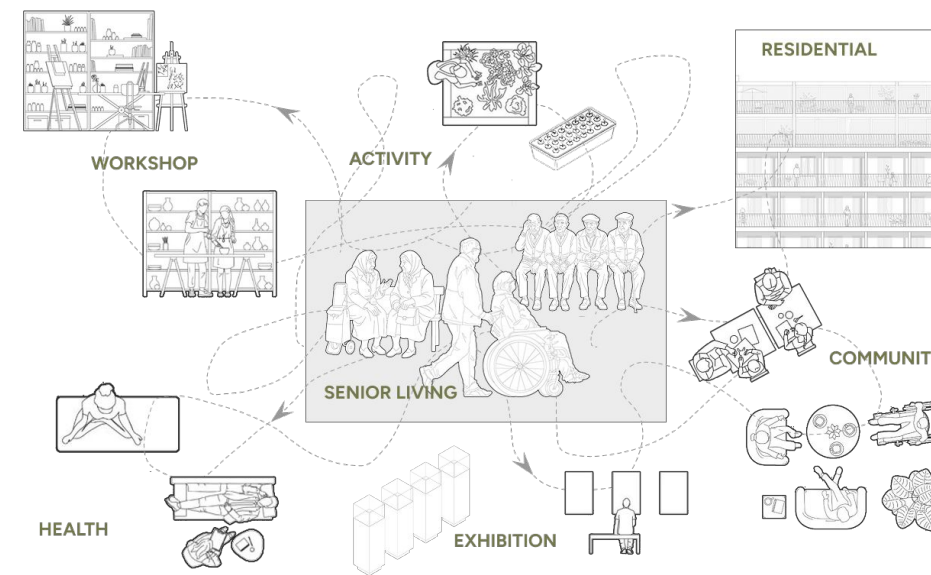 RESIDENTIAL
WORKSHOP
ACTIVITY
COMMUNIT
SENIOR LIVING
HEALTH
EXHIBITION